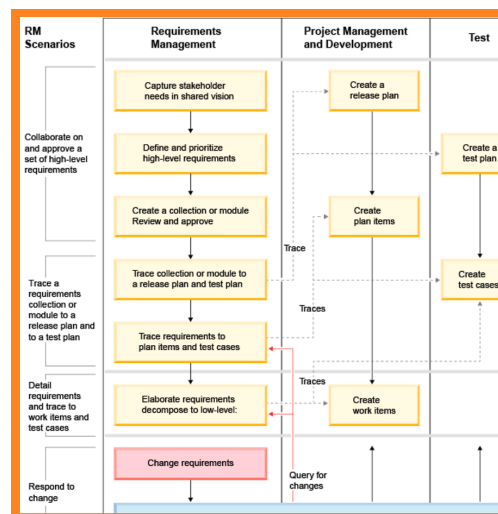 RM
Scenarios
Requirements
Management
Project Management
and Development
Test
Collaborate on
and approve a
set of high-level
requirements
Capture stakeholder
needs in shared vision
Create a
release plan
Define and prioritize
high-level requirements
Create a
test plan
Create a collection or module
Review and approve
Create
plan items
Trace
Trace a
requirements
collection or
module to a
release plan and
to a test plan
Trace collection or module to
a release plan and test plan
Create
test cases
Traces
Trace requirements to
plan items and test cases
Detail
requirements
and trace to
work items and
test cases
Traces
Elaborate requirements
decompose to low-level:
Create
work items
Respond to
change
Change requirements
Query for
changes